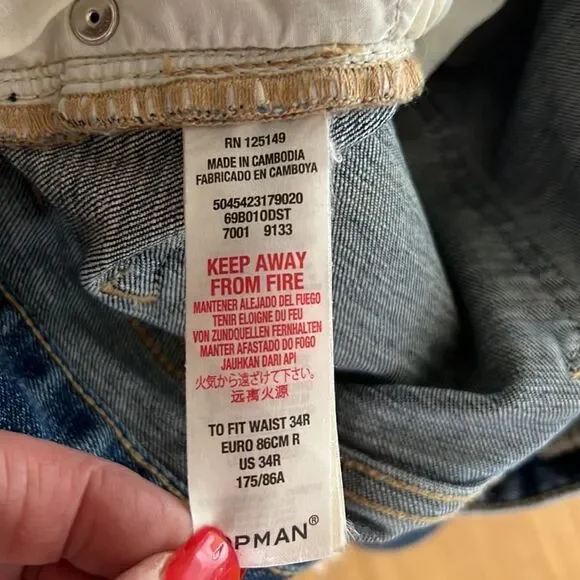 RN 125149
MADE IN CAMBODIA
FABRICADO EN CAMBOYA
5045423179020
69B01ODST
7001 9133
KEEP AWAY
FROM FIRE
MANTENER ALEJADO DEL FUEGO
TENIR ELOIGNE DU FEU
VON ZUNDQUELLEN FERNHALTEN
MANTER AFASTADO DO FOGO
JAUHKAN DARI API
火気から遠ざけて下さい。
远离火源
TO FIT WAIST 34R
EURO 86CM R
US 34R
175/86A
OPMAN®